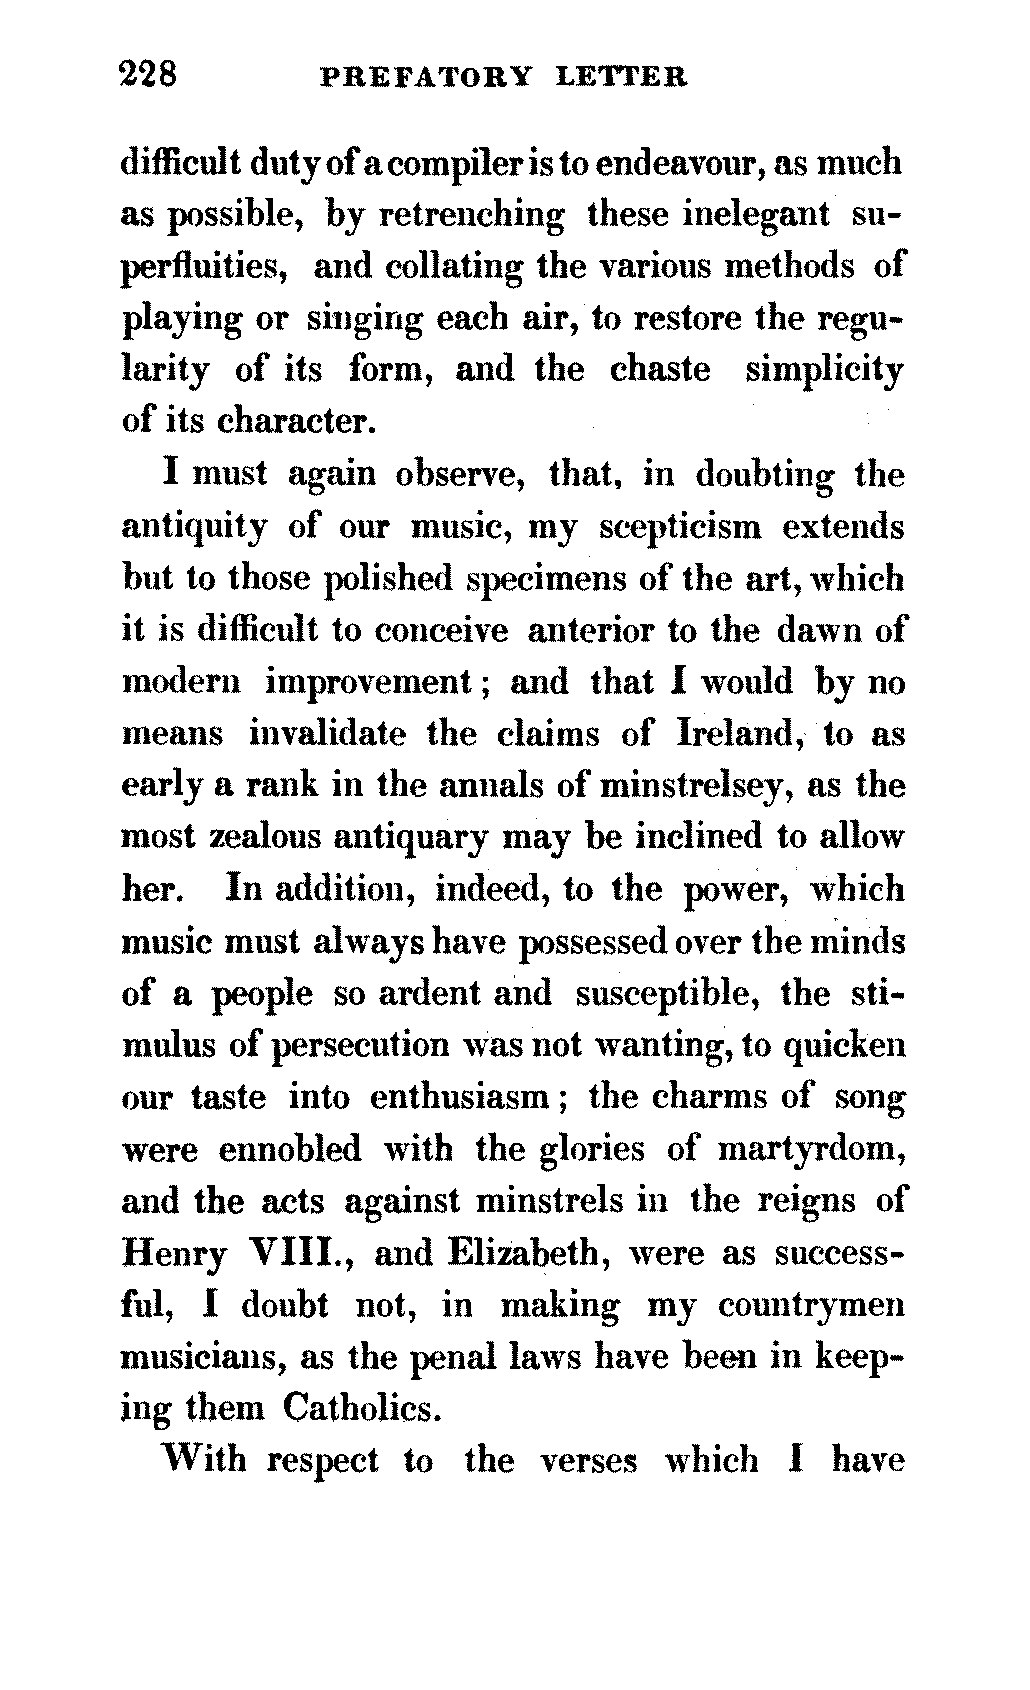 228 PREFATORY LETTER
difficult duty of a compiler is to endeavour, as much
as possible, by retrenching these inelegant su-
perfluities, and collating the various methods of
playing or singing each air, to restore the regu-
larity of its form, and the chaste simplicity
of its character.
I must again observe, that, in doubting the
antiquity of our music, my scepticism extends
but to those polished specimens of the art, which
it is difficult to conceive anterior to the dawn of
modern improvement; and that I would by no
means invalidate the claims of Ireland, to as
early a rank in the annals of minstrelsey, as the
most zealous antiquary may be inclined to allow
her. In addition, indeed, to the power, which
music must always have possessed over the minds
of a people so ardent and susceptible, the sti-
mulus of persecution was not wanting, to quicken
our taste into enthusiasm; the charms of song
were ennobled with the glories of martyrdom,
and the acts against minstrels in the reigns of
Henry VIII., and Elizabeth, were as success-
ful, I doubt not, in making my countrymen
musicians, as the penal laws have been in keep-
ing them Catholics.
With respect to the verses which I have